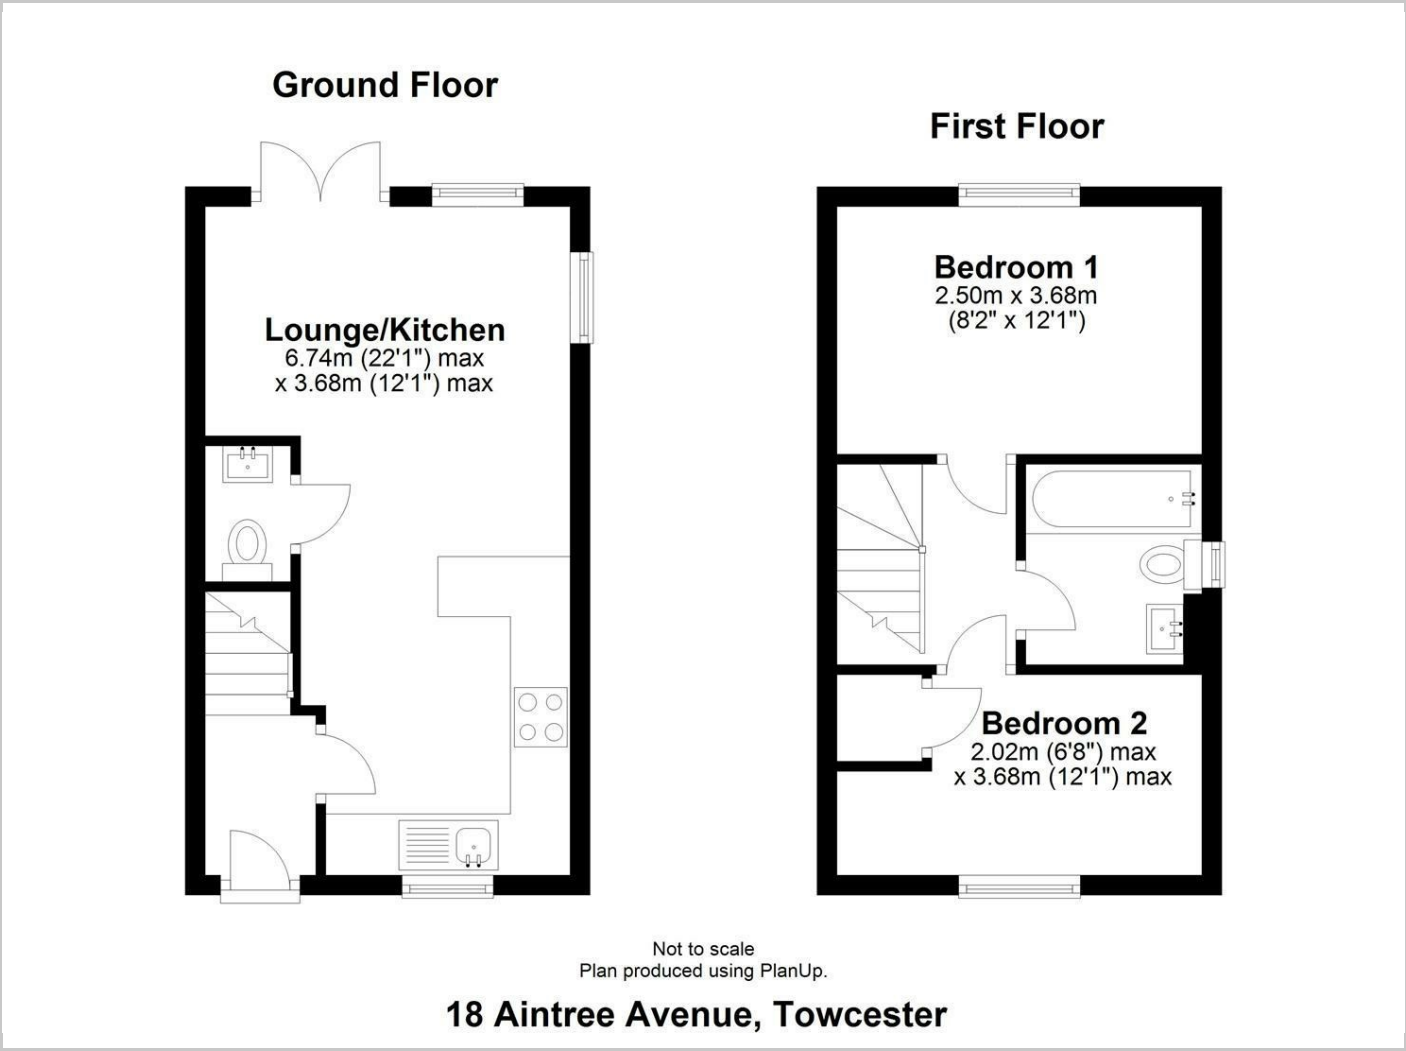 Ground Floor
First Floor
Lounge/Kitchen
6.74m (22'1") max
x 3.68m (12'1") max
Bedroom 1
2.50m x 3.68m
(8'2" x 12'1")
Bedroom 2
2.02m (6'8") max
x 3.68m (12'1") max
Not to scale
Plan produced using PlanUp.
18 Aintree Avenue, Towcester